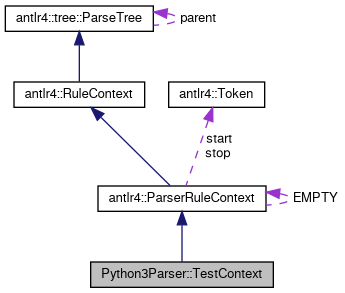 antlr4::tree::ParseTree
parent
antlr4::RuleContext
antlr4::Token
start
stop
antlr4::ParserRuleContext
EMPTY
Python3Parser::TestContext